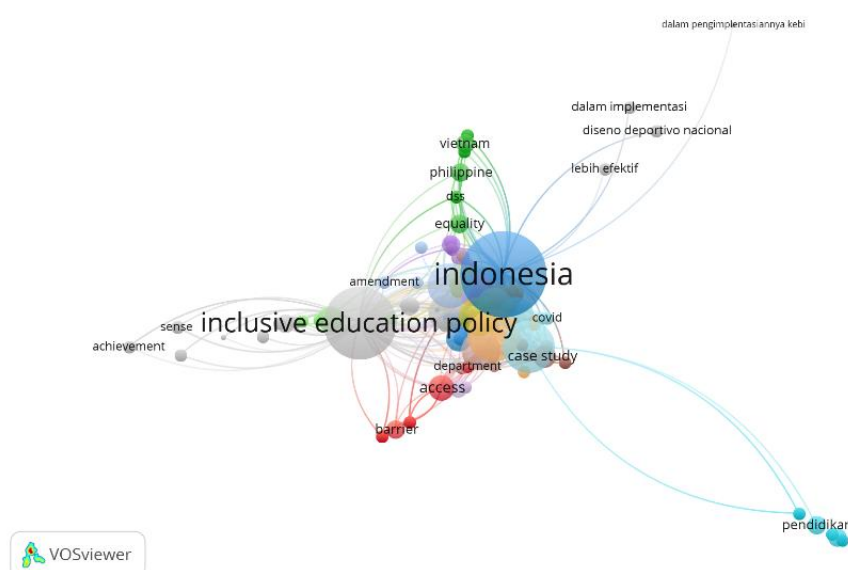 dalam pengimplentasiannya kebi
dalam implementasi
diseno deportivo nacional
vietnam
philippine
lebih efektif
dss
equality
indonesia
amendment
covid
sense
inclusive education policy
achievement
case study
department
access
barrier
pendidikan
VOSviewer